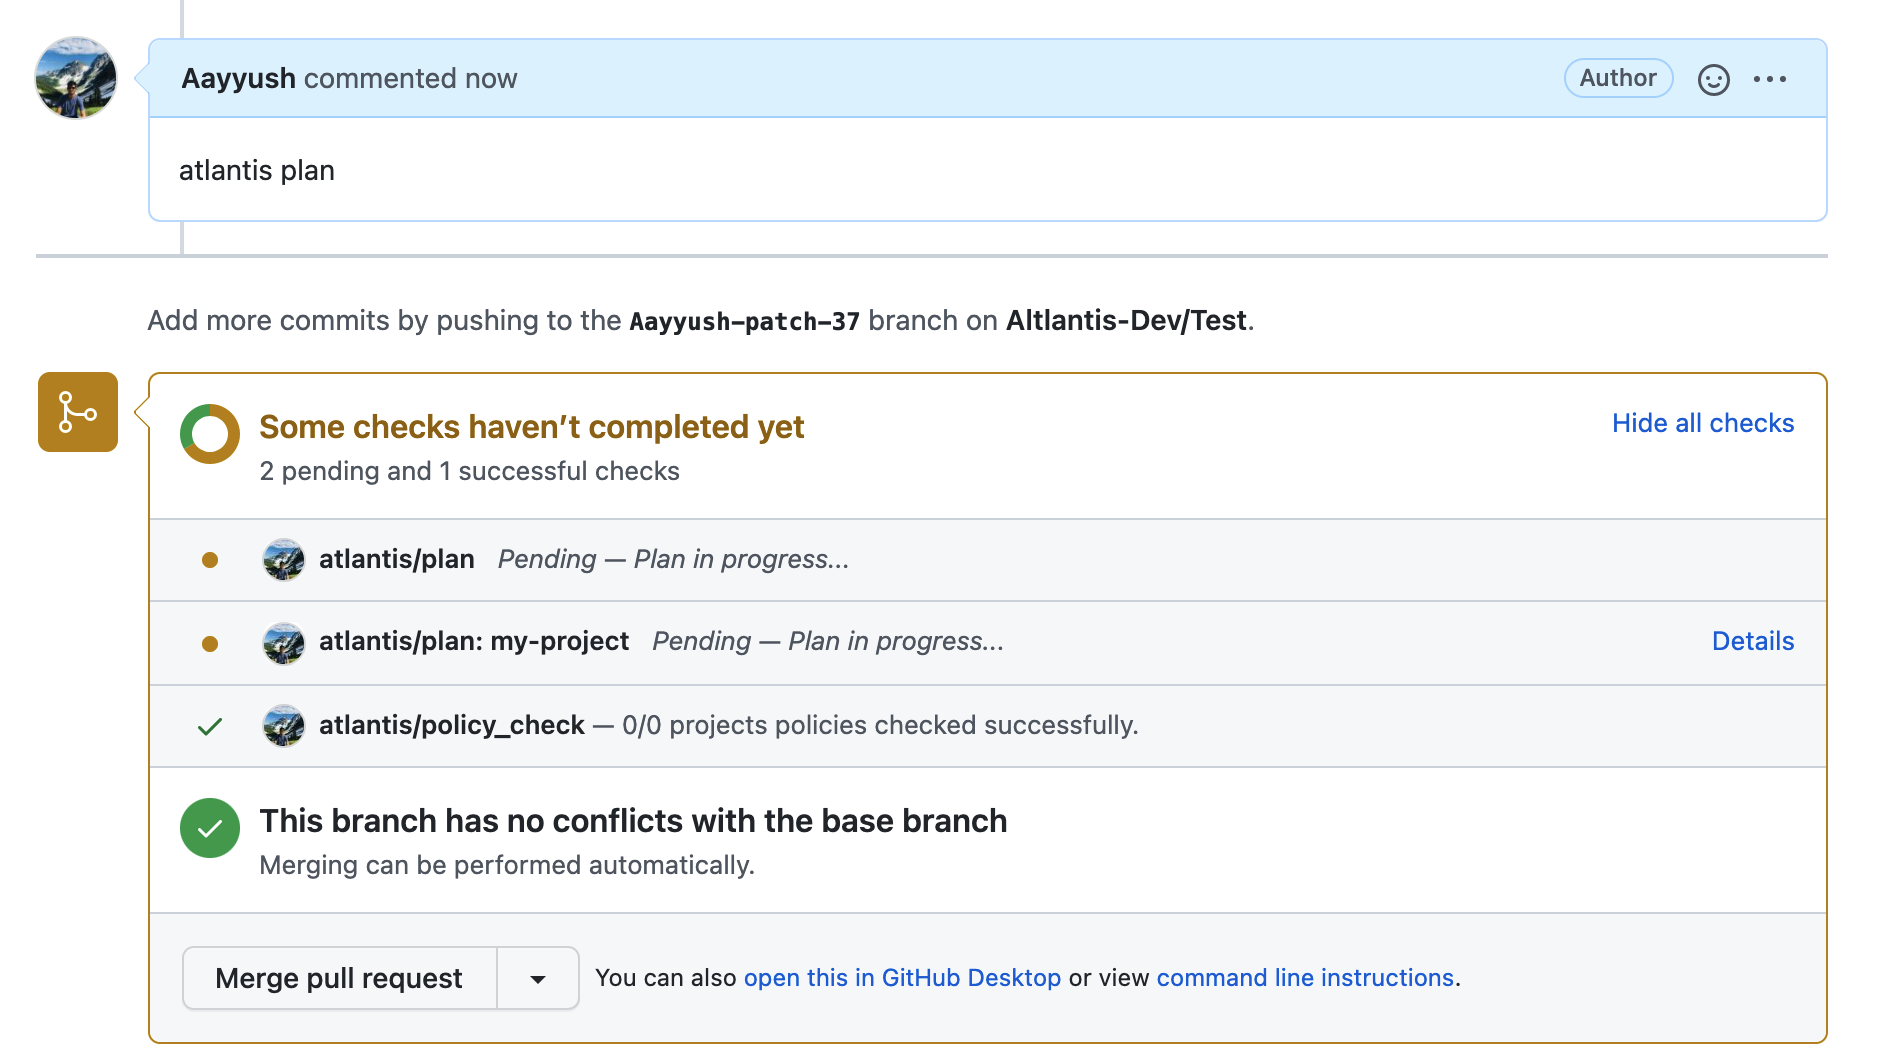 Aayyush commented now Author
atlantis plan
Add more commits by pushing to the Aayyush-patch-37 branch on Altlantis-Dev/Test.
Some checks haven’t completed yet Hide all checks
2 pending and 1 successful checks
atlantis/plan Pending — Plan in progress...
atlantis/plan: my-project Pending — Plan in progress... Details
atlantis/policy_check — 0/0 projects policies checked successfully.
This branch has no conflicts with the base branch
Merging can be performed automatically.
Merge pull request You can also open this in GitHub Desktop or view command line instructions.